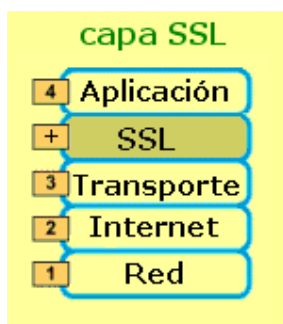 capa SSL
4 Aplicación
+ SSL
3 Transporte
2 Internet
1 Red